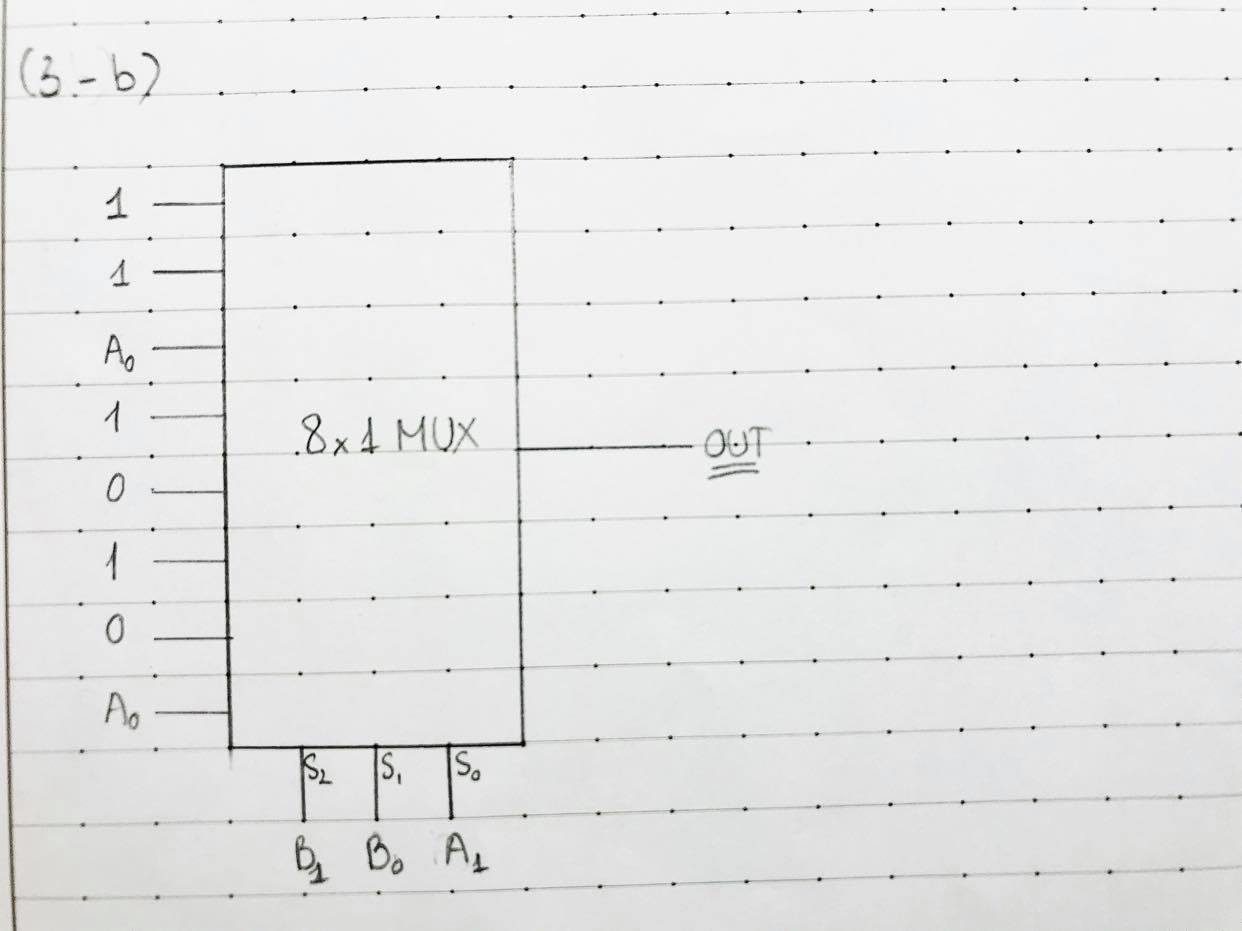 (3-b)
1
1
A₀
1
8x1 MUX
OUT
0
1
0
A₀
S₂ S₁ S₀
B₁ B₀ A₁